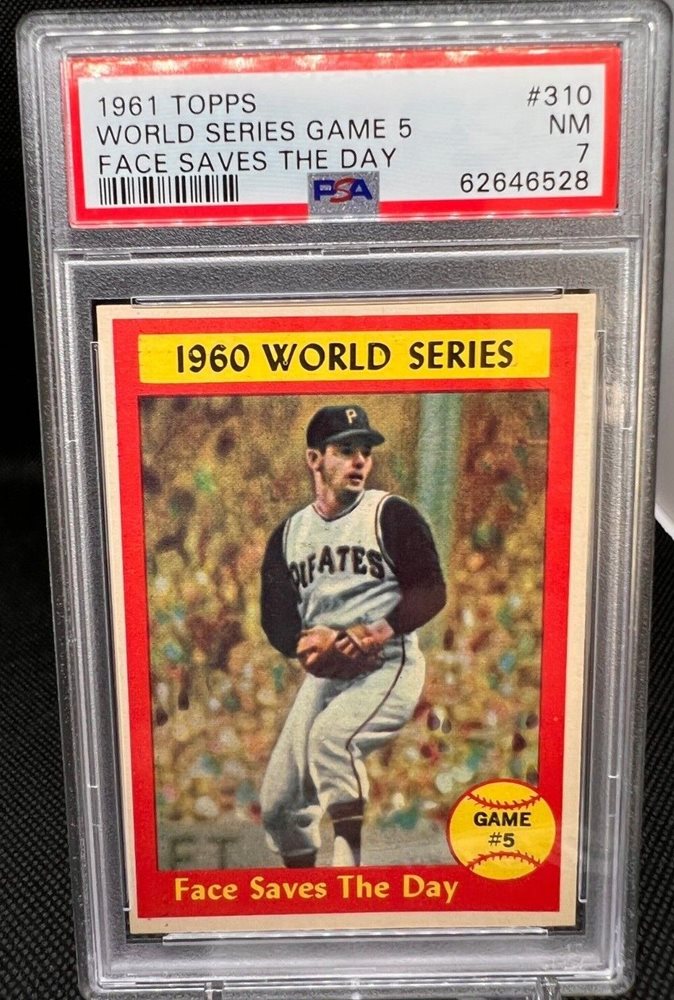 1961 TOPPS #310
WORLD SERIES GAME 5 NM
FACE SAVES THE DAY 7
PSA 62646528
1960 WORLD SERIES
P
PIRATES
GAME
#5
FT
Face Saves The Day